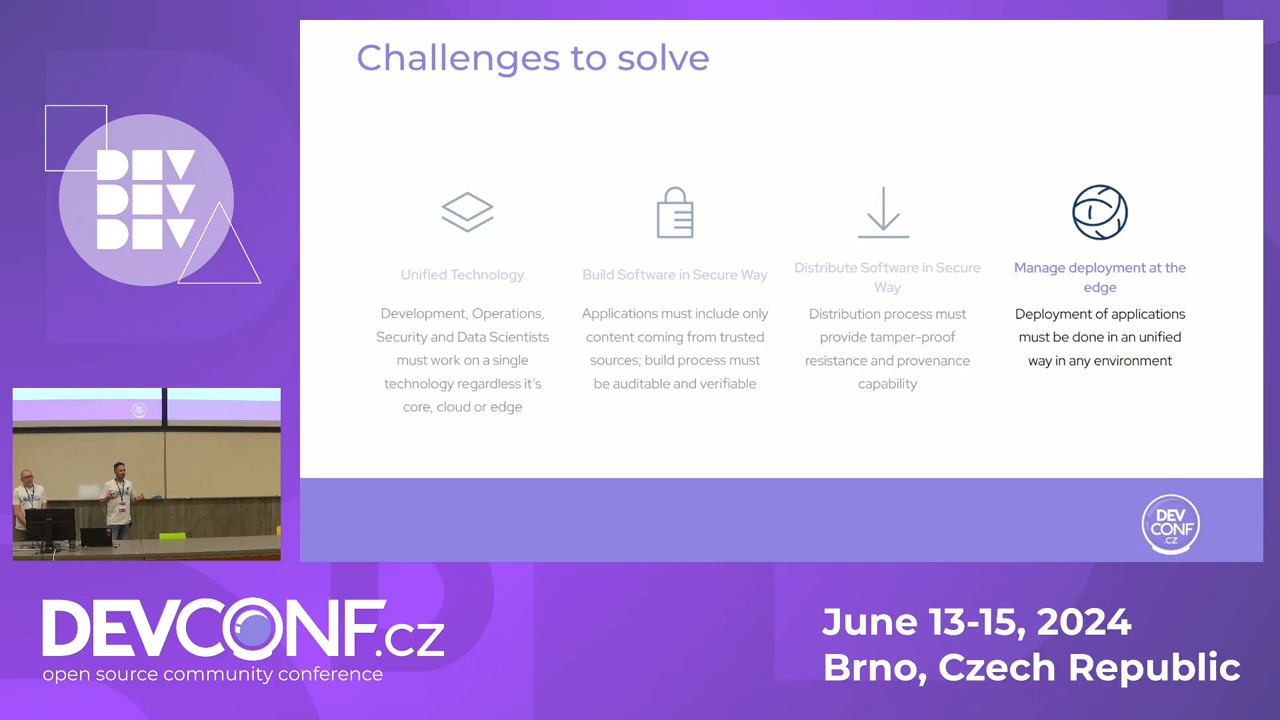 Challenges to solve
Unified Technology
Development, Operations,
Security and Data Scientists
must work on a single
technology regardless it's
core, cloud or edge
Build Software in Secure Way
Applications must include only
content coming from trusted
sources; build process must
be auditable and verifiable
Distribute Software in Secure
Way
Distribution process must
provide tamper-proof
resistance and provenance
capability
Manage deployment at the
edge
Deployment of applications
must be done in an unified
way in any environment
DEV
CONF
.CZ
DEV
DEV
DEV
DEVCONF.cz
open source community conference
June 13-15, 2024
Brno, Czech Republic